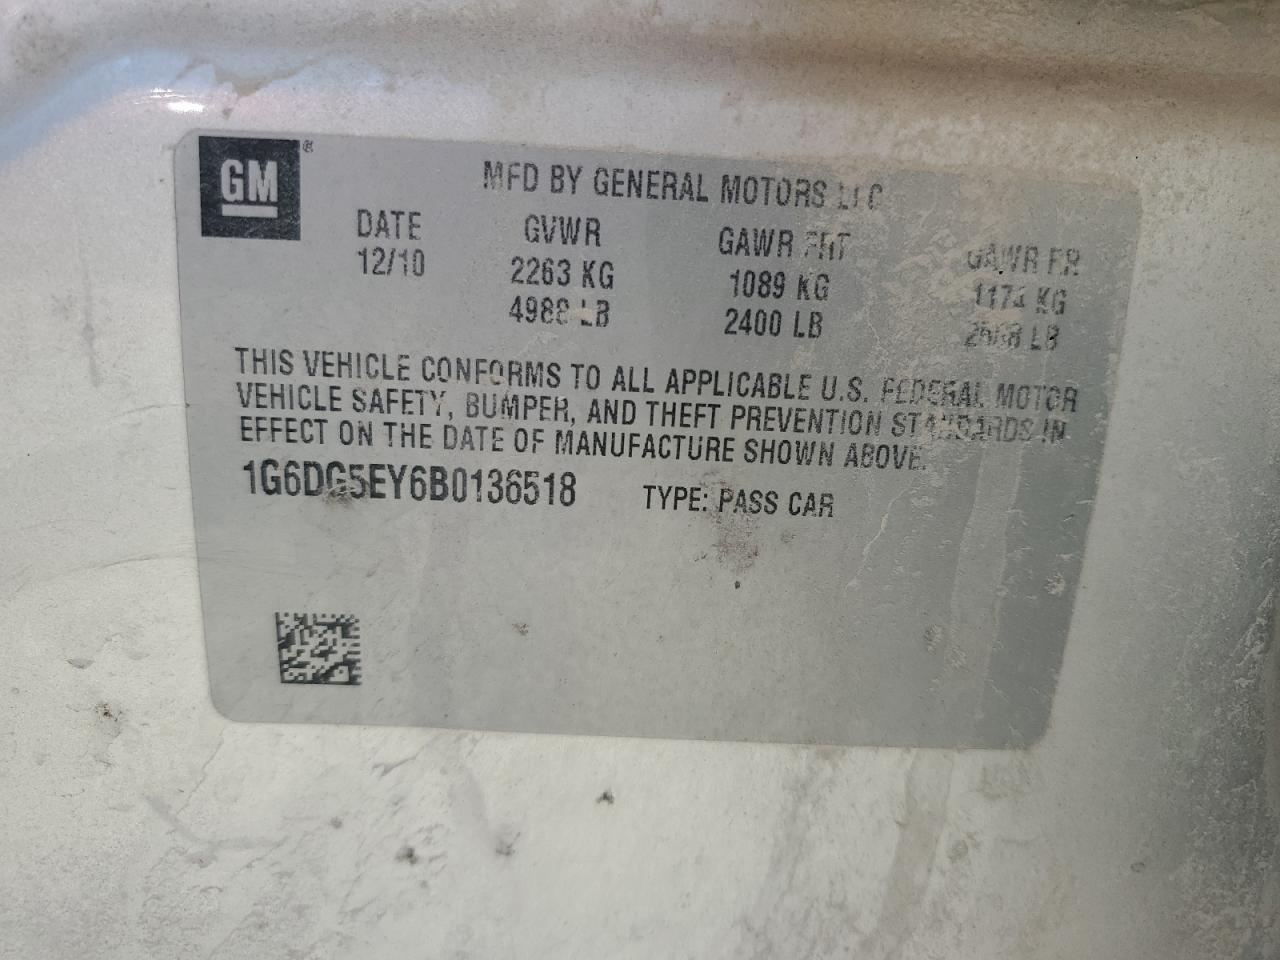 GM®
MFD BY GENERAL MOTORS LLC
DATE GVWR GAWR FRT GAWR RR
12/10 2263 KG 1089 KG KG
4988 LB 2400 LB LB
THIS VEHICLE CONFORMS TO ALL APPLICABLE U.S. FEDERAL MOTOR
VEHICLE SAFETY, BUMPER, AND THEFT PREVENTION STANDARDS IN
EFFECT ON THE DATE OF MANUFACTURE SHOWN ABOVE.
1G6DG5EY6B0136518 TYPE: PASS CAR